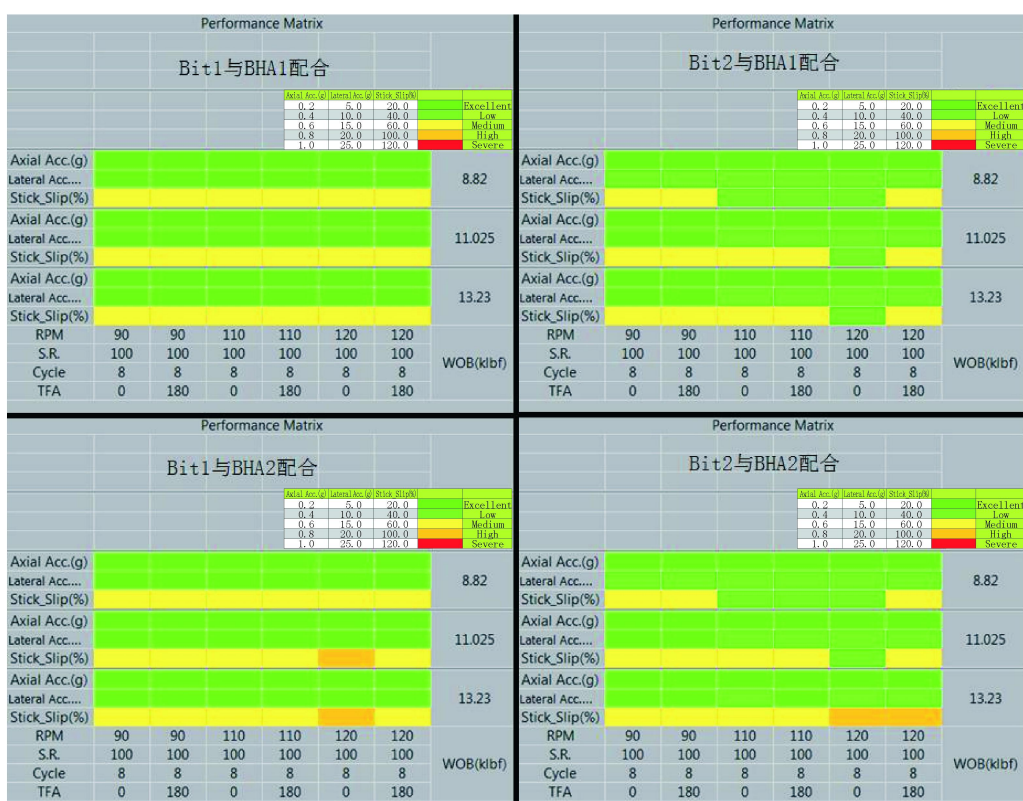 Performance Matrix
Bit1与BHA1配合
Axial Acc.(g) Lateral Acc.(g) Stick_Slip(%)
0.2 5.0 20.0 Excellent
0.4 10.0 40.0 Low
0.6 15.0 60.0 Medium
0.8 20.0 100.0 High
1.0 25.0 120.0 Severe
Axial Acc.(g)
Lateral Acc.... 8.82
Stick_Slip(%)
Axial Acc.(g)
Lateral Acc.... 11.025
Stick_Slip(%)
Axial Acc.(g)
Lateral Acc.... 13.23
Stick_Slip(%)
RPM 90 90 110 110 120 120
S.R. 100 100 100 100 100 100
WOB(klbf)
Cycle 8 8 8 8 8 8
TFA 0 180 0 180 0 180
Performance Matrix
Bit2与BHA1配合
Axial Acc.(g) Lateral Acc.(g) Stick_Slip(%)
0.2 5.0 20.0 Excellent
0.4 10.0 40.0 Low
0.6 15.0 60.0 Medium
0.8 20.0 100.0 High
1.0 25.0 120.0 Severe
Axial Acc.(g)
Lateral Acc.... 8.82
Stick_Slip(%)
Axial Acc.(g)
Lateral Acc.... 11.025
Stick_Slip(%)
Axial Acc.(g)
Lateral Acc.... 13.23
Stick_Slip(%)
RPM 90 90 110 110 120 120
S.R. 100 100 100 100 100 100
WOB(klbf)
Cycle 8 8 8 8 8 8
TFA 0 180 0 180 0 180
Performance Matrix
Bit1与BHA2配合
Axial Acc.(g) Lateral Acc.(g) Stick_Slip(%)
0.2 5.0 20.0 Excellent
0.4 10.0 40.0 Low
0.6 15.0 60.0 Medium
0.8 20.0 100.0 High
1.0 25.0 120.0 Severe
Axial Acc.(g)
Lateral Acc.... 8.82
Stick_Slip(%)
Axial Acc.(g)
Lateral Acc.... 11.025
Stick_Slip(%)
Axial Acc.(g)
Lateral Acc.... 13.23
Stick_Slip(%)
RPM 90 90 110 110 120 120
S.R. 100 100 100 100 100 100
WOB(klbf)
Cycle 8 8 8 8 8 8
TFA 0 180 0 180 0 180
Performance Matrix
Bit2与BHA2配合
Axial Acc.(g) Lateral Acc.(g) Stick_Slip(%)
0.2 5.0 20.0 Excellent
0.4 10.0 40.0 Low
0.6 15.0 60.0 Medium
0.8 20.0 100.0 High
1.0 25.0 120.0 Severe
Axial Acc.(g)
Lateral Acc.... 8.82
Stick_Slip(%)
Axial Acc.(g)
Lateral Acc.... 11.025
Stick_Slip(%)
Axial Acc.(g)
Lateral Acc.... 13.23
Stick_Slip(%)
RPM 90 90 110 110 120 120
S.R. 100 100 100 100 100 100
WOB(klbf)
Cycle 8 8 8 8 8 8
TFA 0 180 0 180 0 180